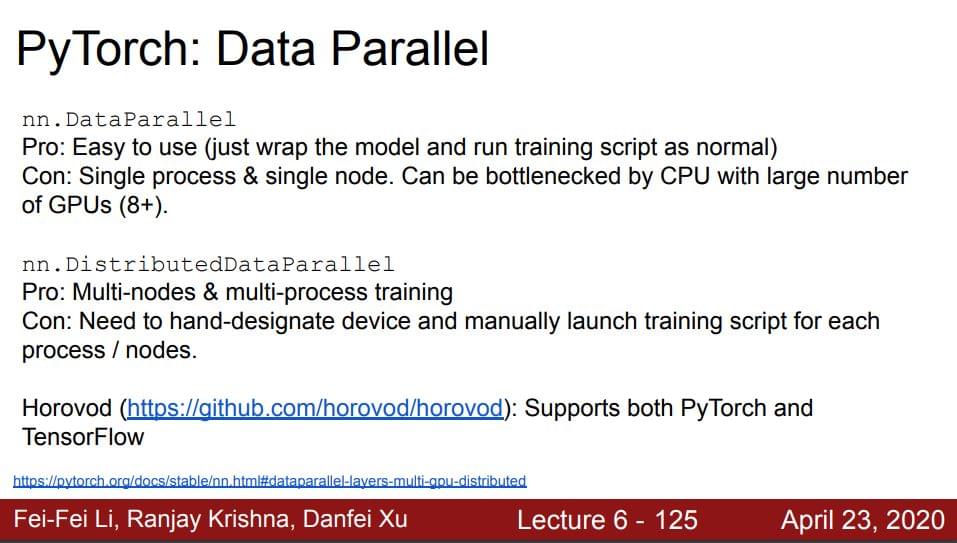 PyTorch: Data Parallel
nn.DataParallel
Pro: Easy to use (just wrap the model and run training script as normal)
Con: Single process & single node. Can be bottlenecked by CPU with large number
of GPUs (8+).
nn.DistributedDataParallel
Pro: Multi-nodes & multi-process training
Con: Need to hand-designate device and manually launch training script for each
process / nodes.
Horovod (https://github.com/horovod/horovod): Supports both PyTorch and
TensorFlow
https://pytorch.org/docs/stable/nn.html#dataparallel-layers-multi-gpu-distributed
Fei-Fei Li, Ranjay Krishna, Danfei Xu Lecture 6 - 125 April 23, 2020